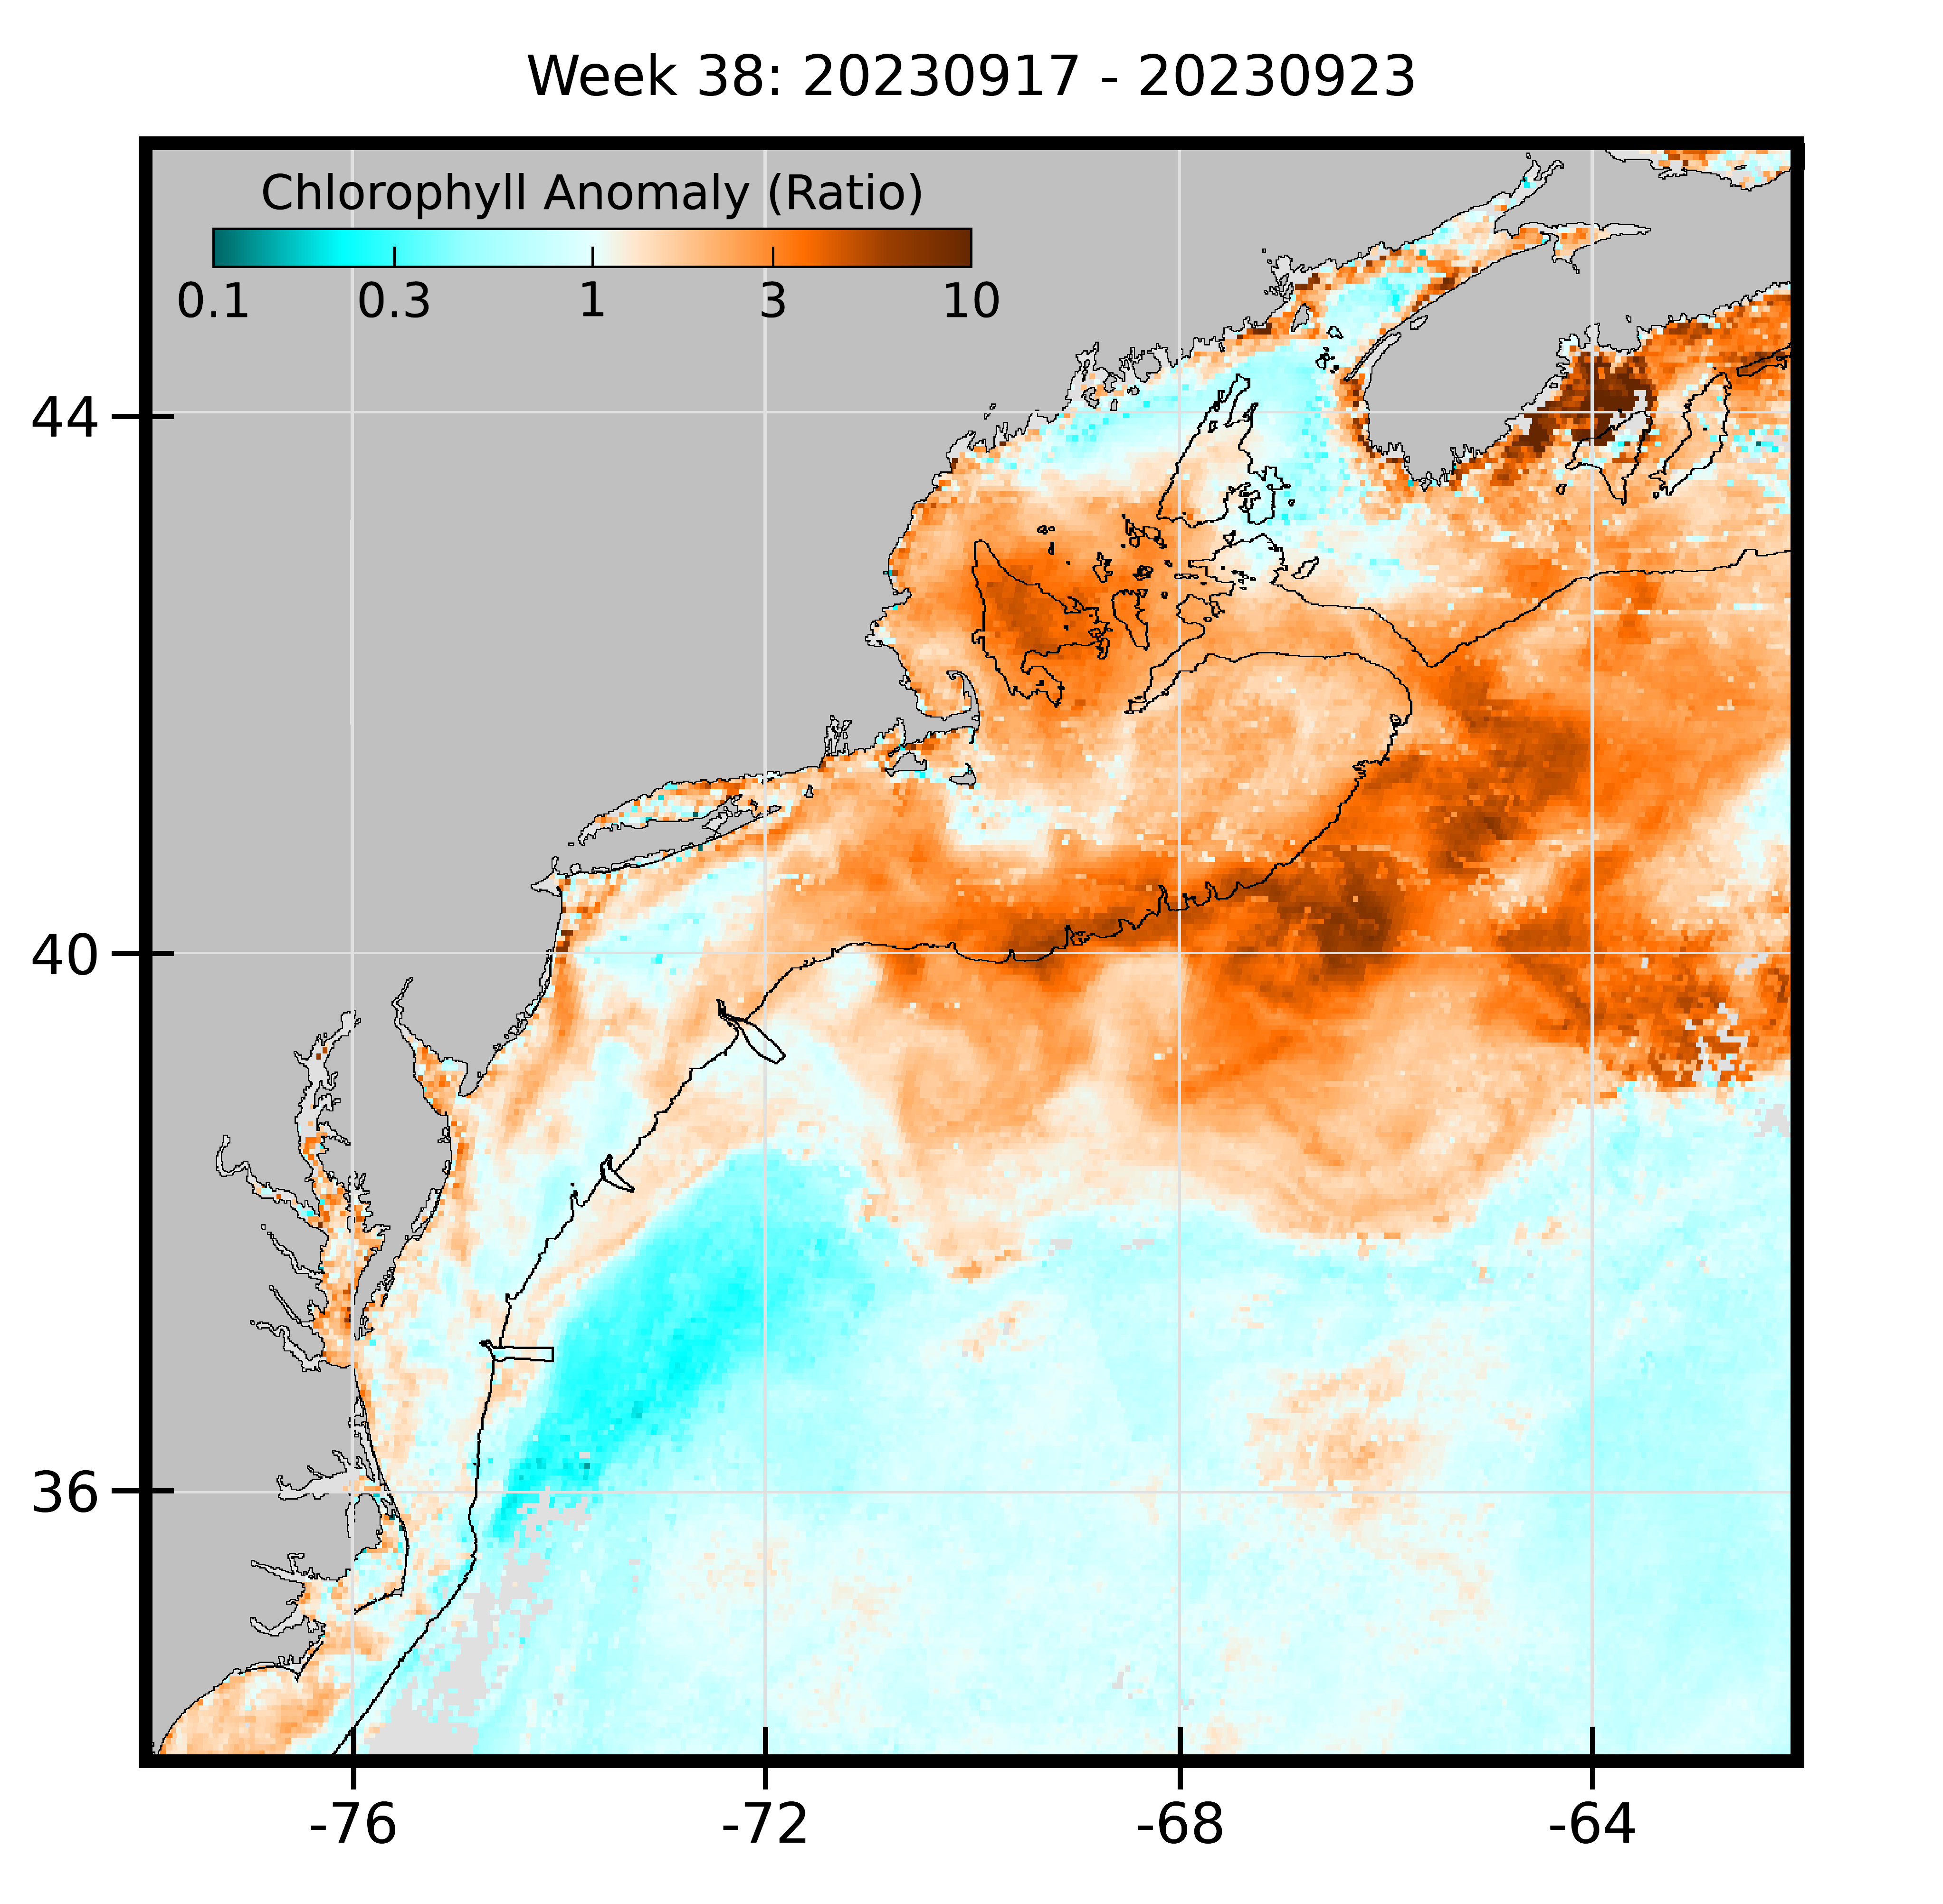 Week 38: 20230917 - 20230923
Chlorophyll Anomaly (Ratio)
0.1 0.3 1 3 10
44
40
36
-76 -72 -68 -64